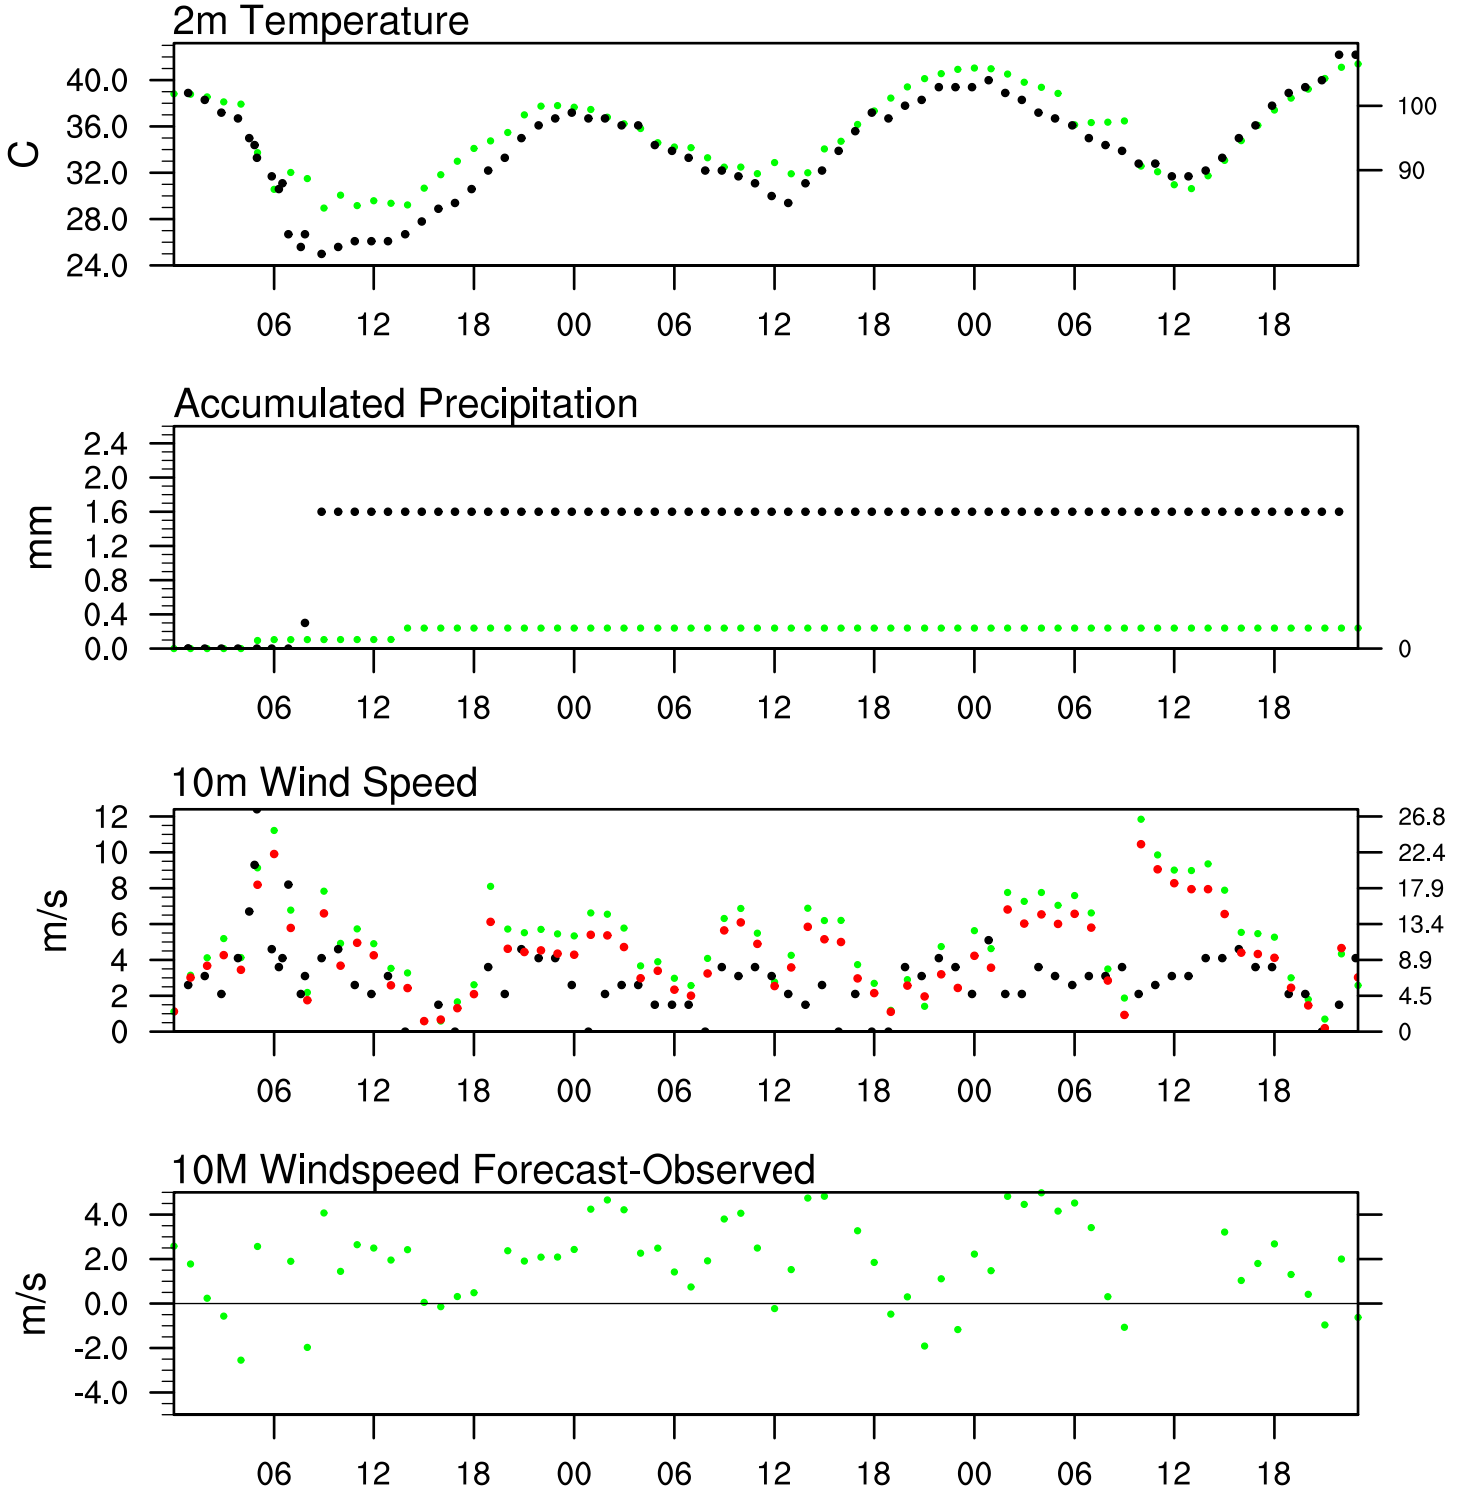 2m Temperature
40.0
36.0
32.0
28.0
24.0
C
100
90
06 12 18 00 06 12 18 00 06 12 18
Accumulated Precipitation
2.4
2.0
1.6
1.2
0.8
0.4
0.0
mm
0
06 12 18 00 06 12 18 00 06 12 18
10m Wind Speed
12 26.8
10 22.4
8 17.9
6 13.4
4 8.9
2 4.5
0 0
m/s
06 12 18 00 06 12 18 00 06 12 18
10M Windspeed Forecast-Observed
4.0
2.0
0.0
-2.0
-4.0
m/s
06 12 18 00 06 12 18 00 06 12 18